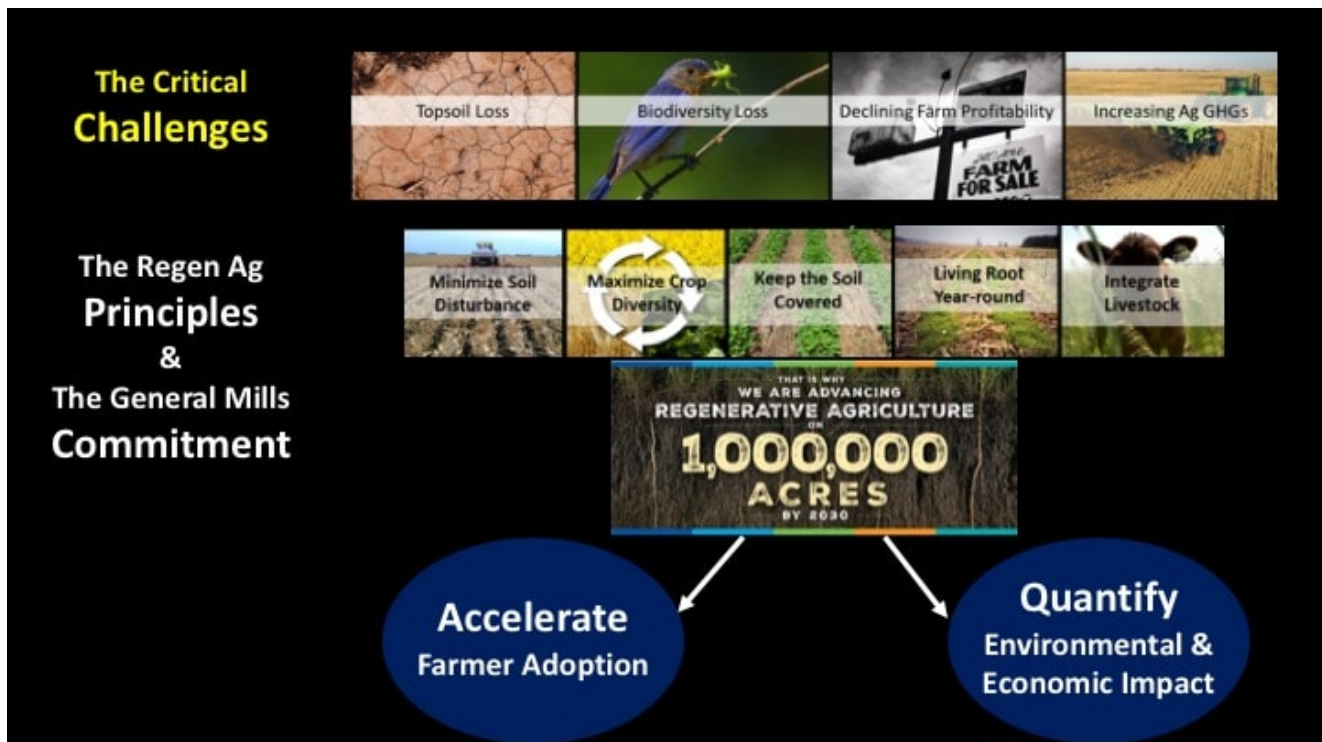 The Critical
Challenges
Topsoil Loss
Biodiversity Loss
Declining Farm Profitability
Increasing Ag GHGs
FARM
FOR SALE
The Regen Ag
Principles
&
The General Mills
Commitment
Minimize Soil
Disturbance
Maximize Crop
Diversity
Keep the Soil
Covered
Living Root
Year-round
Integrate
Livestock
THAT IS WHY
WE ARE ADVANCING
REGENERATIVE AGRICULTURE
ON
1,000,000
ACRES
BY 2030
Accelerate
Farmer Adoption
Quantify
Environmental &
Economic Impact